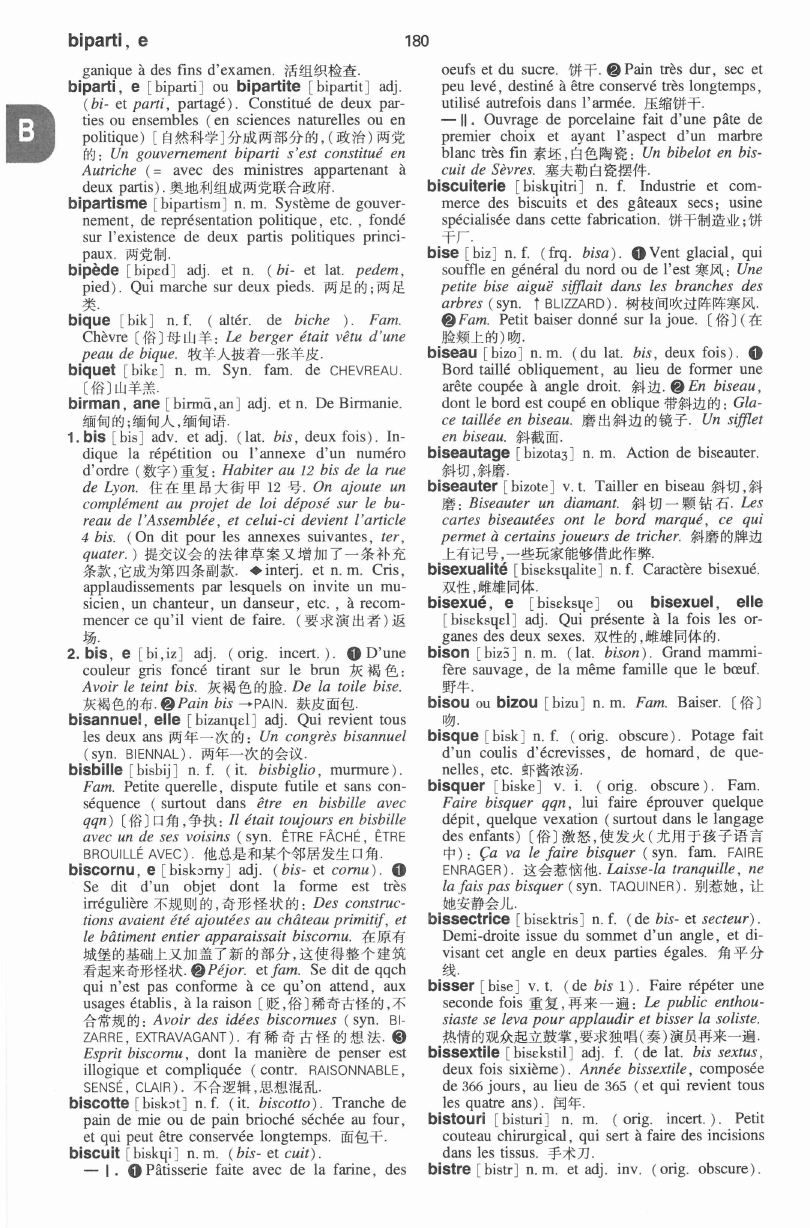 biparti, e
180
B
ganique à des fins d'examen. 活组织检查.
biparti, e [biparti] ou bipartite [bipartit] adj.
(bi- et parti, partagé). Constitué de deux par-
ties ou ensembles (en sciences naturelles ou en
politique) [自然科学]分成两部分的,(政治)两党
的: Un gouvernement biparti s'est constitué en
Autriche (= avec des ministres appartenant à
deux partis). 奥地利组成两党联合政府.
bipartisme [bipartism] n. m. Système de gouver-
nement, de représentation politique, etc., fondé
sur l'existence de deux partis politiques princi-
paux. 两党制.
bipède [bipɛd] adj. et n. (bi- et lat. pedem,
pied). Qui marche sur deux pieds. 两足的;两足
类.
bique [bik] n. f. (altér. de biche). Fam.
Chèvre [俗]母山羊: Le berger était vêtu d'une
peau de bique. 牧羊人披着一张羊皮.
biquet [bikɛ] n. m. Syn. fam. de CHEVREAU.
[俗]山羊羔.
birman, ane [birmɑ̃,an] adj. et n. De Birmanie.
缅甸的;缅甸人,缅甸语.
1. bis [bis] adv. et adj. (lat. bis, deux fois). In-
dique la répétition ou l'annexe d'un numéro
d'ordre (数字)重复: Habiter au 12 bis de la rue
de Lyon. 住在里昂大街甲 12 号. On ajoute un
complément au projet de loi déposé sur le bu-
reau de l'Assemblée, et celui-ci devient l'article
4 bis. (On dit pour les annexes suivantes, ter,
quater.) 提交议会的法律草案又增加了一条补充
条款,它成为第四条副款. ◆interj. et n. m. Cris,
applaudissements par lesquels on invite un mu-
sicien, un chanteur, un danseur, etc., à recom-
mencer ce qu'il vient de faire. (要求演出者)返
场.
2. bis, e [bi,iz] adj. (orig. incert.). ❶D'une
couleur gris foncé tirant sur le brun 灰褐色:
Avoir le teint bis. 灰褐色的脸. De la toile bise.
灰褐色的布. ❷Pain bis →PAIN. 麸皮面包.
bisannuel, elle [bizanɥɛl] adj. Qui revient tous
les deux ans 两年一次的: Un congrès bisannuel
(syn. BIENNAL). 两年一次的会议.
bisbille [bisbij] n. f. (it. bisbiglio, murmure).
Fam. Petite querelle, dispute futile et sans con-
séquence (surtout dans être en bisbille avec
qqn) [俗]口角,争执: Il était toujours en bisbille
avec un de ses voisins (syn. ÊTRE FÂCHÉ, ÊTRE
BROUILLÉ AVEC). 他总是和某个邻居发生口角.
biscornu, e [biskɔrny] adj. (bis- et cornu). ❶
Se dit d'un objet dont la forme est très
irrégulière 不规则的,奇形怪状的: Des construc-
tions avaient été ajoutées au château primitif, et
le bâtiment entier apparaissait biscornu. 在原有
城堡的基础上又加盖了新的部分,这使得整个建筑
看起来奇形怪状. ❷Péjor. et fam. Se dit de qqch
qui n'est pas conforme à ce qu'on attend, aux
usages établis, à la raison [贬,俗]稀奇古怪的,不
合常规的: Avoir des idées biscornues (syn. BI-
ZARRE, EXTRAVAGANT). 有稀奇古怪的想法. ❸
Esprit biscornu, dont la manière de penser est
illogique et compliquée (contr. RAISONNABLE,
SENSÉ, CLAIR). 不合逻辑,思想混乱.
biscotte [biskɔt] n. f. (it. biscotto). Tranche de
pain de mie ou de pain brioché séchée au four,
et qui peut être conservée longtemps. 面包干.
biscuit [biskɥi] n. m. (bis- et cuit).
— I. ❶Pâtisserie faite avec de la farine, des
oeufs et du sucre. 饼干. ❷Pain très dur, sec et
peu levé, destiné à être conservé très longtemps,
utilisé autrefois dans l'armée. 压缩饼干.
— II. Ouvrage de porcelaine fait d'une pâte de
premier choix et ayant l'aspect d'un marbre
blanc très fin 素坯,白色陶瓷: Un bibelot en bis-
cuit de Sèvres. 塞夫勒白瓷摆件.
biscuiterie [biskɥitri] n. f. Industrie et com-
merce des biscuits et des gâteaux secs; usine
spécialisée dans cette fabrication. 饼干制造业;饼
干厂.
bise [biz] n. f. (frq. bisa). ❶Vent glacial, qui
souffle en général du nord ou de l'est 寒风: Une
petite bise aiguë sifflait dans les branches des
arbres (syn. ↑BLIZZARD). 树枝间吹过阵阵寒风.
❷Fam. Petit baiser donné sur la joue. [俗](在
脸颊上的)吻.
biseau [bizo] n. m. (du lat. bis, deux fois). ❶
Bord taillé obliquement, au lieu de former une
arête coupée à angle droit. 斜边. ❷En biseau,
dont le bord est coupé en oblique 带斜边的: Gla-
ce taillée en biseau. 磨出斜边的镜子. Un sifflet
en biseau. 斜截面.
biseautage [bizotaʒ] n. m. Action de biseauter.
斜切,斜磨.
biseauter [bizote] v. t. Tailler en biseau 斜切,斜
磨: Biseauter un diamant. 斜切一颗钻石. Les
cartes biseautées ont le bord marqué, ce qui
permet à certains joueurs de tricher. 斜磨的牌边
上有记号,一些玩家能够借此作弊.
bisexualité [bisɛksɥalite] n. f. Caractère bisexué.
双性,雌雄同体.
bisexué, e [bisɛksɥe] ou bisexuel, elle
[bisɛksɥɛl] adj. Qui présente à la fois les or-
ganes des deux sexes. 双性的,雌雄同体的.
bison [bizɔ̃] n. m. (lat. bison). Grand mammi-
fère sauvage, de la même famille que le bœuf.
野牛.
bisou ou bizou [bizu] n. m. Fam. Baiser. [俗]
吻.
bisque [bisk] n. f. (orig. obscure). Potage fait
d'un coulis d'écrevisses, de homard, de que-
nelles, etc. 虾酱浓汤.
bisquer [biske] v. i. (orig. obscure). Fam.
Faire bisquer qqn, lui faire éprouver quelque
dépit, quelque vexation (surtout dans le langage
des enfants) [俗]激怒,使发火(尤用于孩子语言
中): Ça va le faire bisquer (syn. fam. FAIRE
ENRAGER). 这会惹恼他. Laisse-la tranquille, ne
la fais pas bisquer (syn. TAQUINER). 别惹她, 让
她安静会儿.
bissectrice [bisɛktris] n. f. (de bis- et secteur).
Demi-droite issue du sommet d'un angle, et di-
visant cet angle en deux parties égales. 角平分
线.
bisser [bise] v. t. (de bis 1). Faire répéter une
seconde fois 重复,再来一遍: Le public enthou-
siaste se leva pour applaudir et bisser la soliste.
热情的观众起立鼓掌,要求独唱(奏)演员再来一遍.
bissextile [bisɛkstil] adj. f. (de lat. bis sextus,
deux fois sixième). Année bissextile, composée
de 366 jours, au lieu de 365 (et qui revient tous
les quatre ans). 闰年.
bistouri [bisturi] n. m. (orig. incert.). Petit
couteau chirurgical, qui sert à faire des incisions
dans les tissus. 手术刀.
bistre [bistr] n. m. et adj. inv. (orig. obscure).